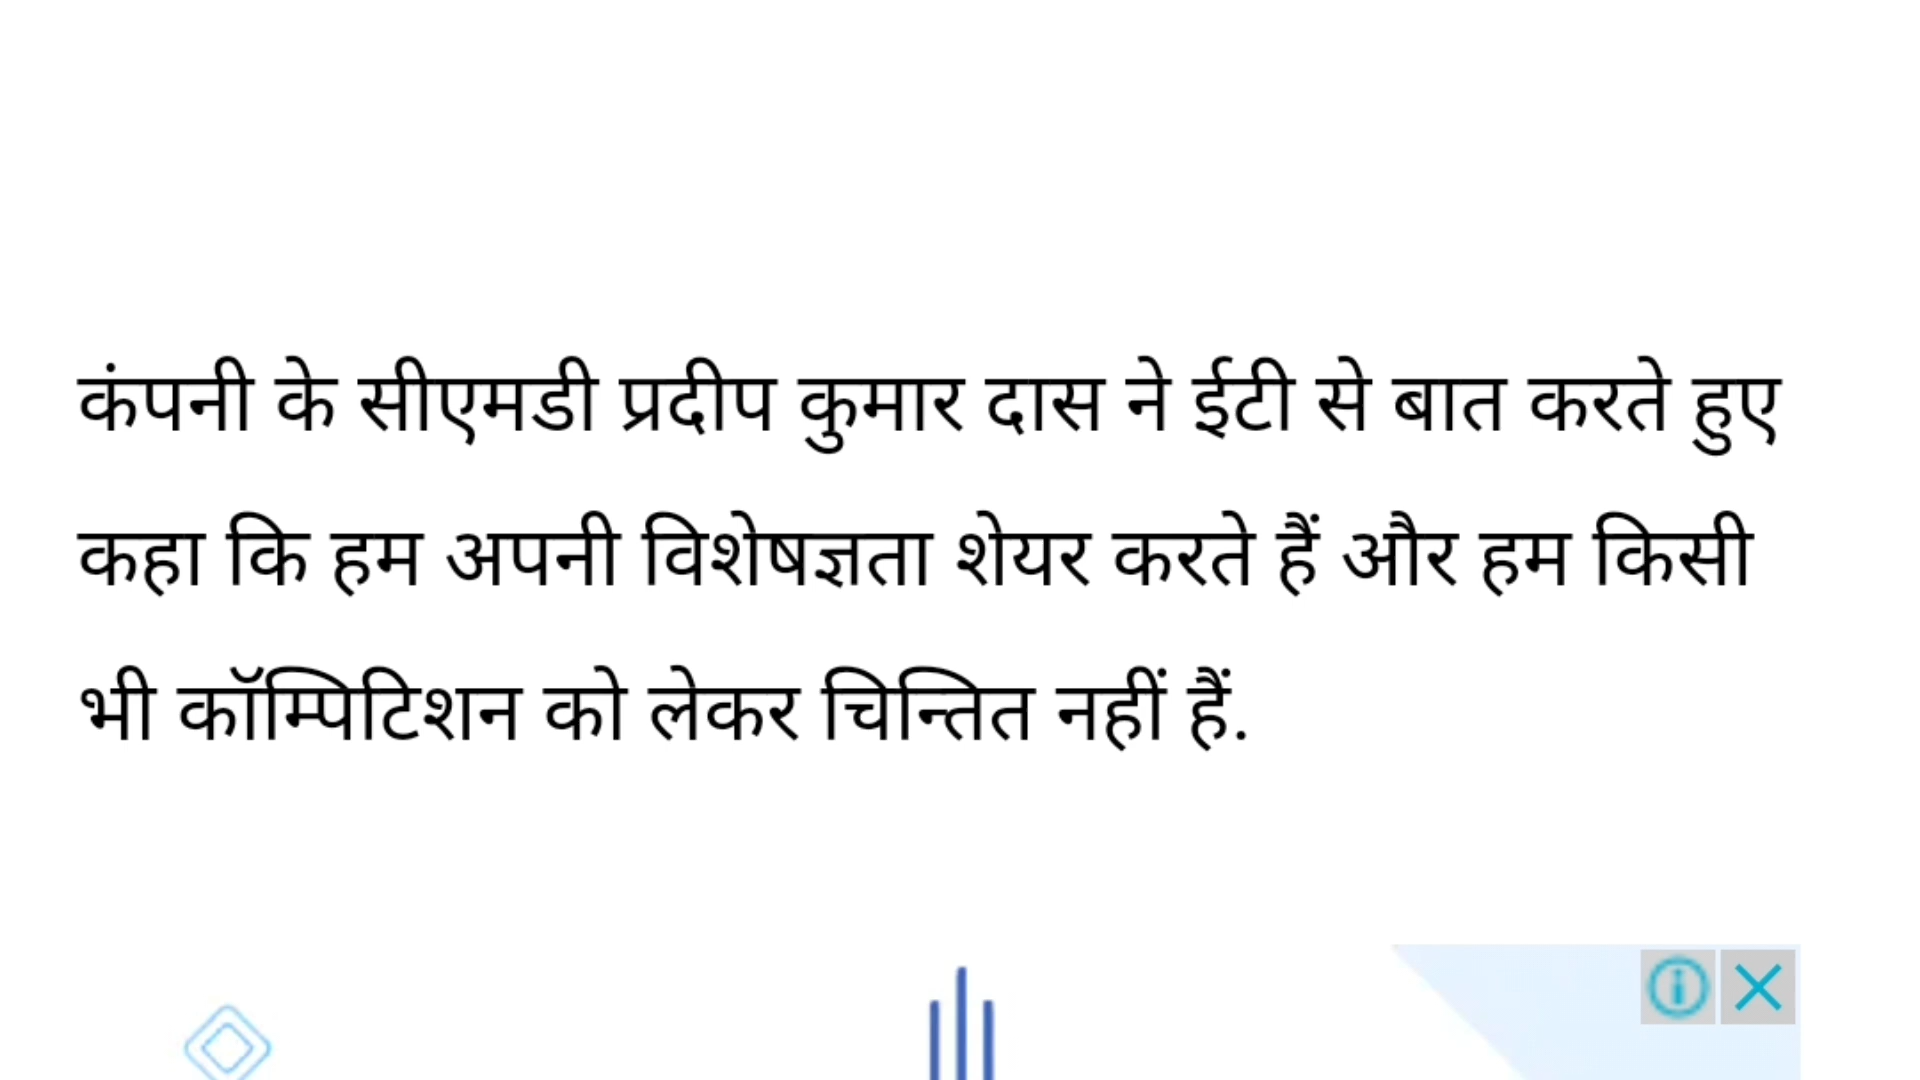 कंपनी के सीएमडी प्रदीप कुमार दास ने ईटी से बात करते हुए
कहा कि हम अपनी विशेषज्ञता शेयर करते हैं और हम किसी
भी कॉम्पिटिशन को लेकर चिन्तित नहीं हैं.